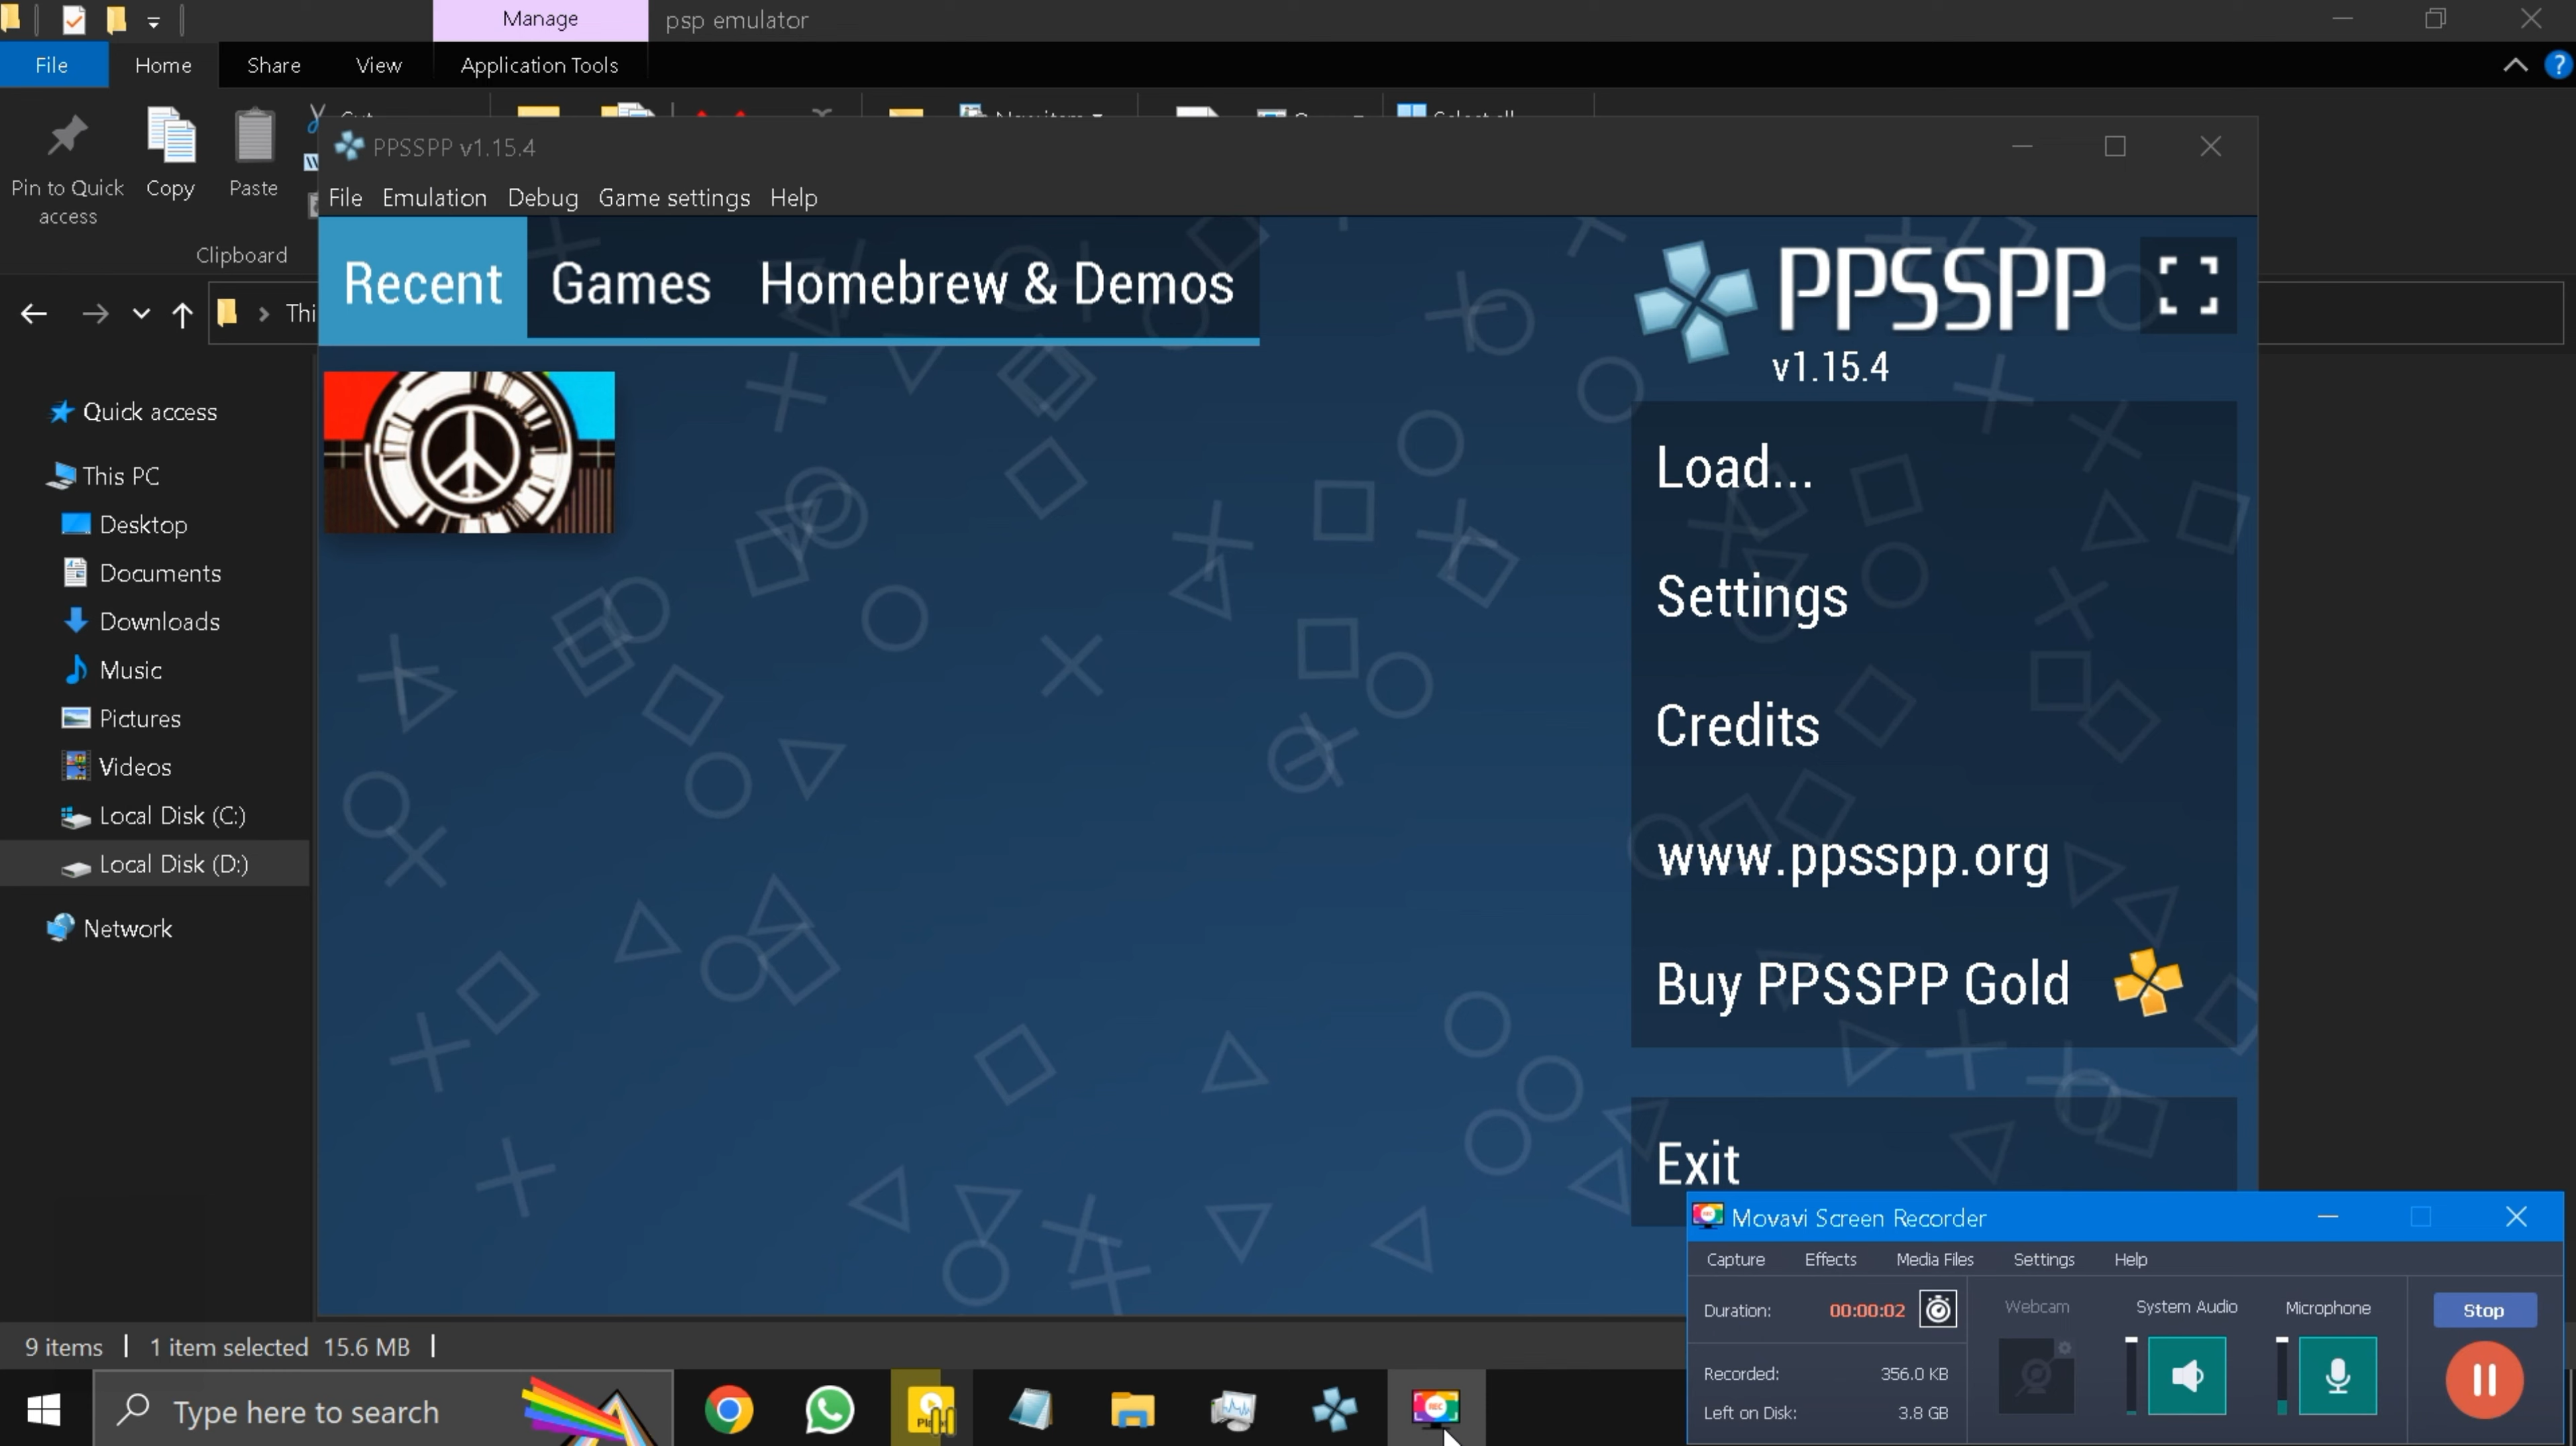 Manage
psp emulator
File
Home
Share
View
Application Tools
Pin to Quick
access
Copy
Paste
Clipboard
Select all
Thi
PPSSPP v1.15.4
File Emulation Debug Game settings Help
Recent Games Homebrew & Demos
PPSSPP
v1.15.4
Load...
Settings
Credits
www.ppsspp.org
Buy PPSSPP Gold
Exit
Quick access
This PC
Desktop
Documents
Downloads
Music
Pictures
Videos
Local Disk (C:)
Local Disk (D:)
Network
Movavi Screen Recorder
Capture Effects Media Files Settings Help
Duration: 00:00:02
Webcam System Audio Microphone
Stop
Recorded: 356.0 KB
Left on Disk: 3.8 GB
9 items 1 item selected 15.6 MB
Type here to search
REC